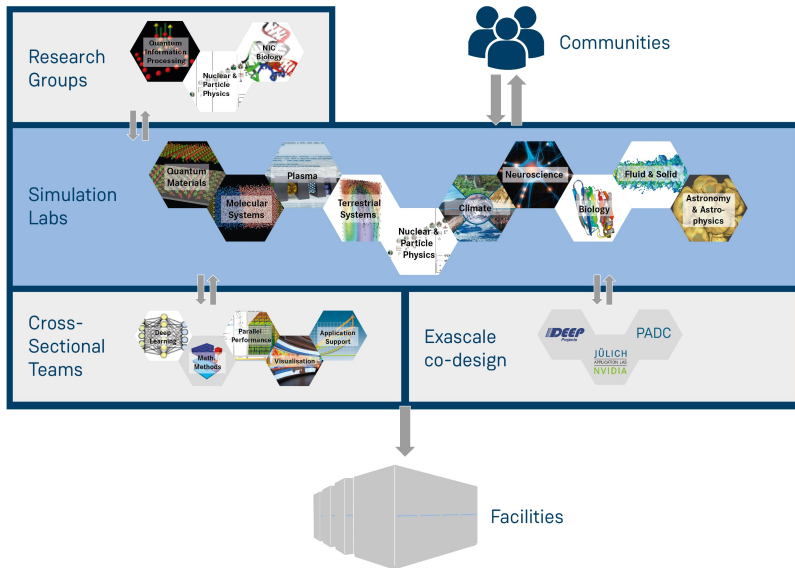 Research
Groups
Quantum
Information
Processing
Nuclear &
Particle
Physics
NIC
Biology
Communities
Simulation
Labs
Quantum
Materials
Molecular
Systems
Plasma
Terrestrial
Systems
Nuclear &
Particle
Physics
Climate
Neuroscience
Biology
Fluid & Solid
Astronomy
& Astro-
physics
Cross-
Sectional
Teams
Deep
Learning
Math
Methods
Parallel
Performance
Visualisation
Application
Support
Exascale
co-design
DEEP
Projects
JÜLICH
APPLICATION LAB
NVIDIA
PADC
Facilities